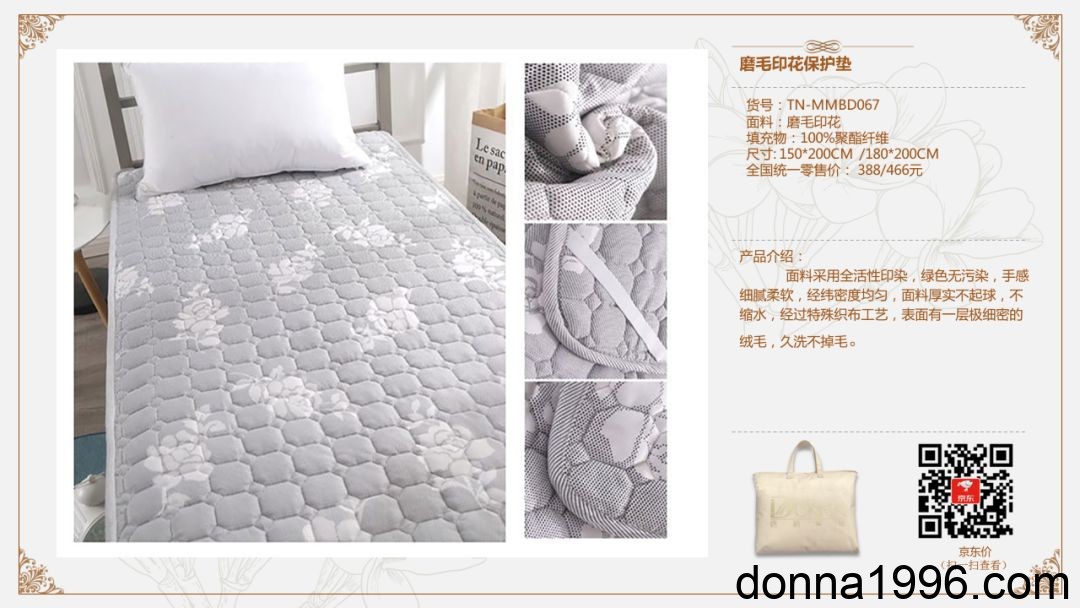 磨毛印花保护垫
货号：TN-MMBD067
面料：磨毛印花
填充物：100%聚酯纤维
尺寸: 150*200CM /180*200CM
全国统一零售价： 388/466元
产品介绍：
面料采用全活性印染，绿色无污染，手感
细腻柔软，经纬密度均匀，面料厚实不起球，不
缩水，经过特殊织布工艺，表面有一层极细密的
绒毛，久洗不掉毛。
Le sac
en papi
京东
京东价
（扫一扫查看）
donna1996.com